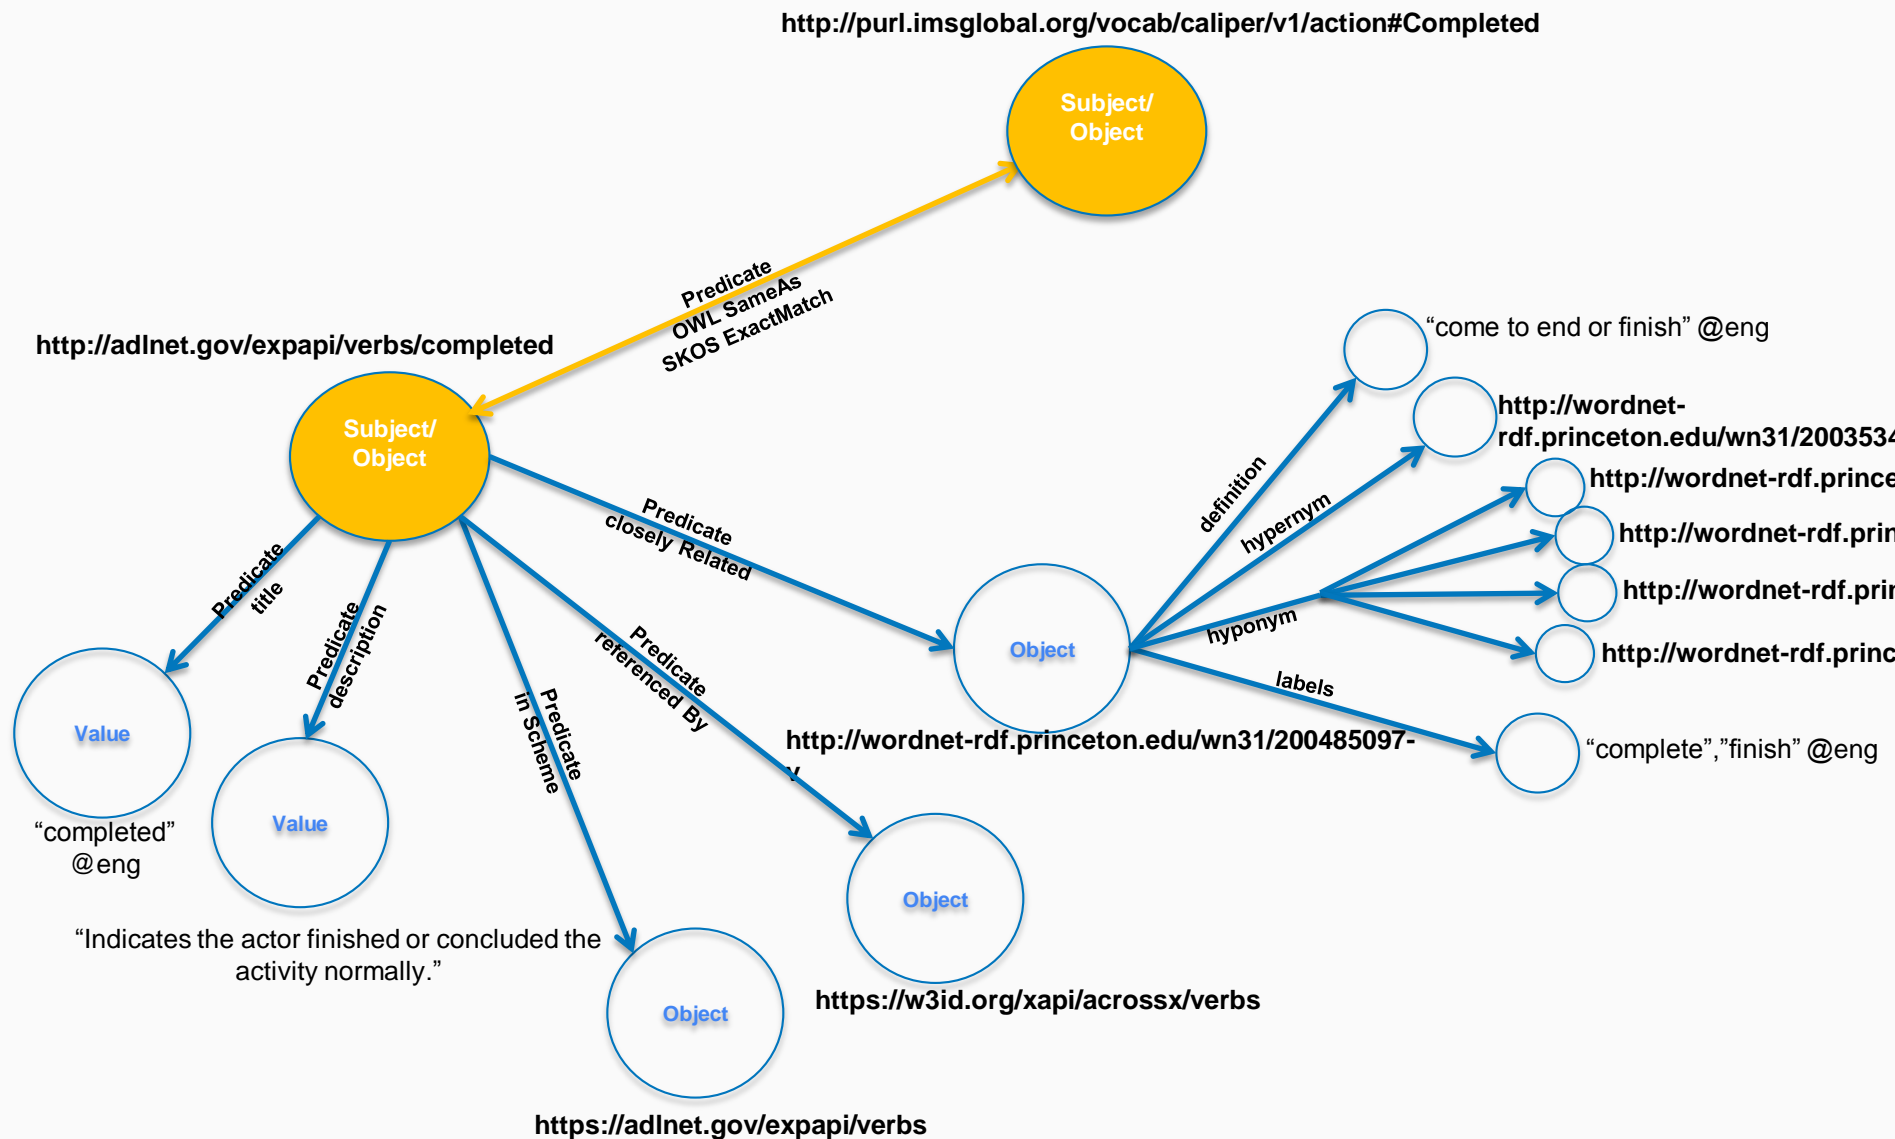 http://purl.imsglobal.org/vocab/caliper/v1/action#Completed
Subject/
Object
Predicate
OWL SameAs
SKOS ExactMatch
http://adlnet.gov/expapi/verbs/completed
Subject/
Object
“come to end or finish” @eng
http://wordnet-
rdf.princeton.edu/wn31/2003534
http://wordnet-rdf.prince
http://wordnet-rdf.prin
http://wordnet-rdf.prin
http://wordnet-rdf.princ
definition
hypernym
hyponym
labels
“complete”,”finish” @eng
Predicate
closely Related
Object
http://wordnet-rdf.princeton.edu/wn31/200485097-
v
Predicate
title
Value
“completed”
@eng
Predicate
description
Value
“Indicates the actor finished or concluded the
activity normally.”
Predicate
in Scheme
Object
https://adlnet.gov/expapi/verbs
Predicate
referenced By
Object
https://w3id.org/xapi/acrossx/verbs